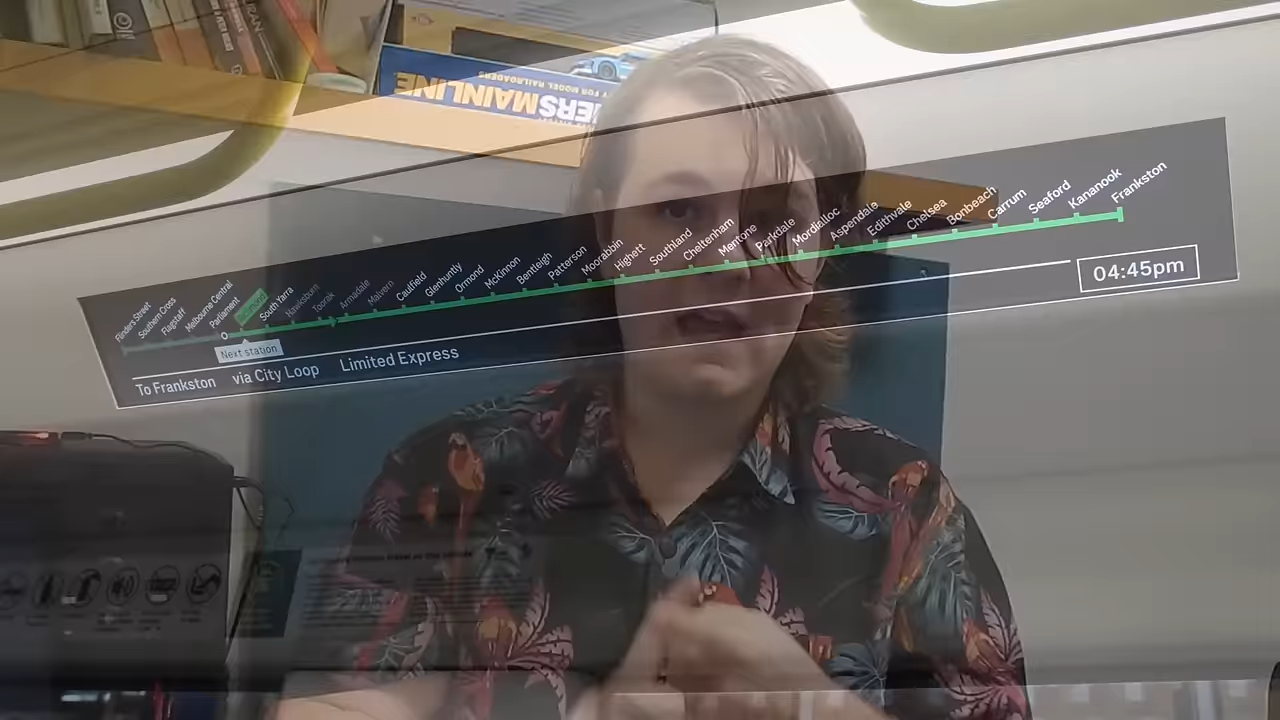 MAINLINE
Flinders Street
Southern Cross
Flagstaff
Melbourne Central
Parliament
South Yarra
Hawksburn
Toorak
Armadale
Malvern
Caulfield
Glenhuntly
Ormond
McKinnon
Bentleigh
Patterson
Moorabbin
Highett
Southland
Cheltenham
Mentone
Parkdale
Mordialloc
Aspendale
Edithvale
Chelsea
Bonbeach
Carrum
Seaford
Kananook
Frankston
Next station
04:45pm
To Frankston via City Loop Limited Express